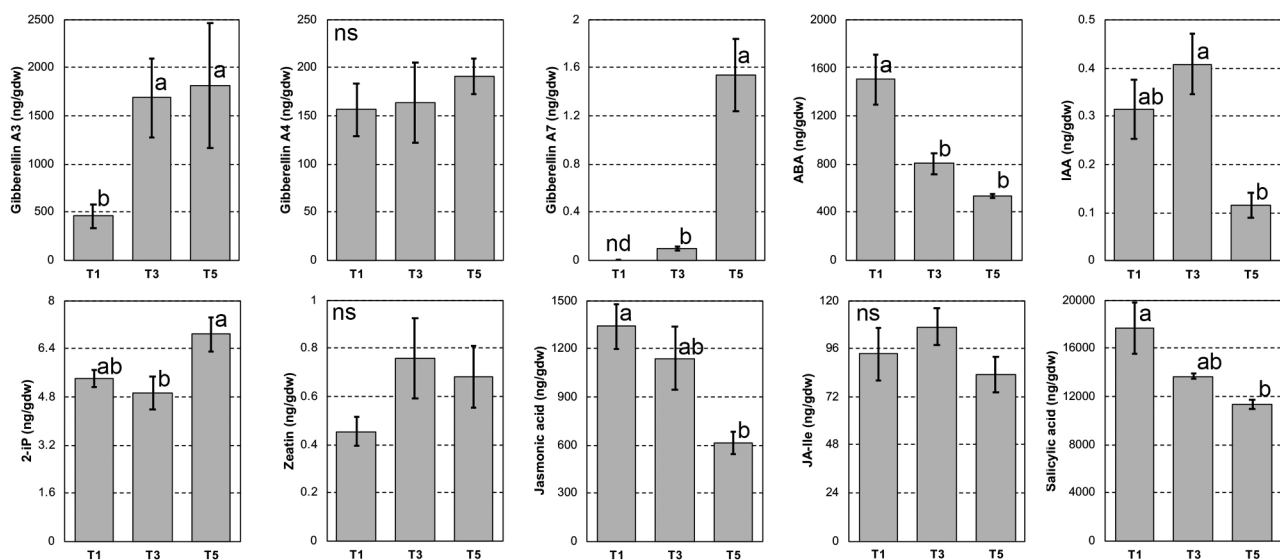 Gibberellin A3 (ng/gdw)
2500
2000
1500
1000
500
0
b
a
a
T1 T3 T5
Gibberellin A4 (ng/gdw)
250
200
150
100
50
0
ns
T1 T3 T5
Gibberellin A7 (ng/gdw)
2
1.6
1.2
0.8
0.4
0
nd
b
a
T1 T3 T5
ABA (ng/gdw)
2000
1600
1200
800
400
0
a
b
b
T1 T3 T5
IAA (ng/gdw)
0.5
0.4
0.3
0.2
0.1
0
ab
a
b
T1 T3 T5
2-iP (ng/gdw)
8
6.4
4.8
3.2
1.6
0
ab
b
a
T1 T3 T5
Zeatin (ng/gdw)
1
0.8
0.6
0.4
0.2
0
ns
T1 T3 T5
Jasmonic acid (ng/gdw)
1500
1200
900
600
300
0
a
ab
b
T1 T3 T5
JA-Ile (ng/gdw)
120
96
72
48
24
0
ns
T1 T3 T5
Salicylic acid (ng/gdw)
20000
16000
12000
8000
4000
0
a
ab
b
T1 T3 T5